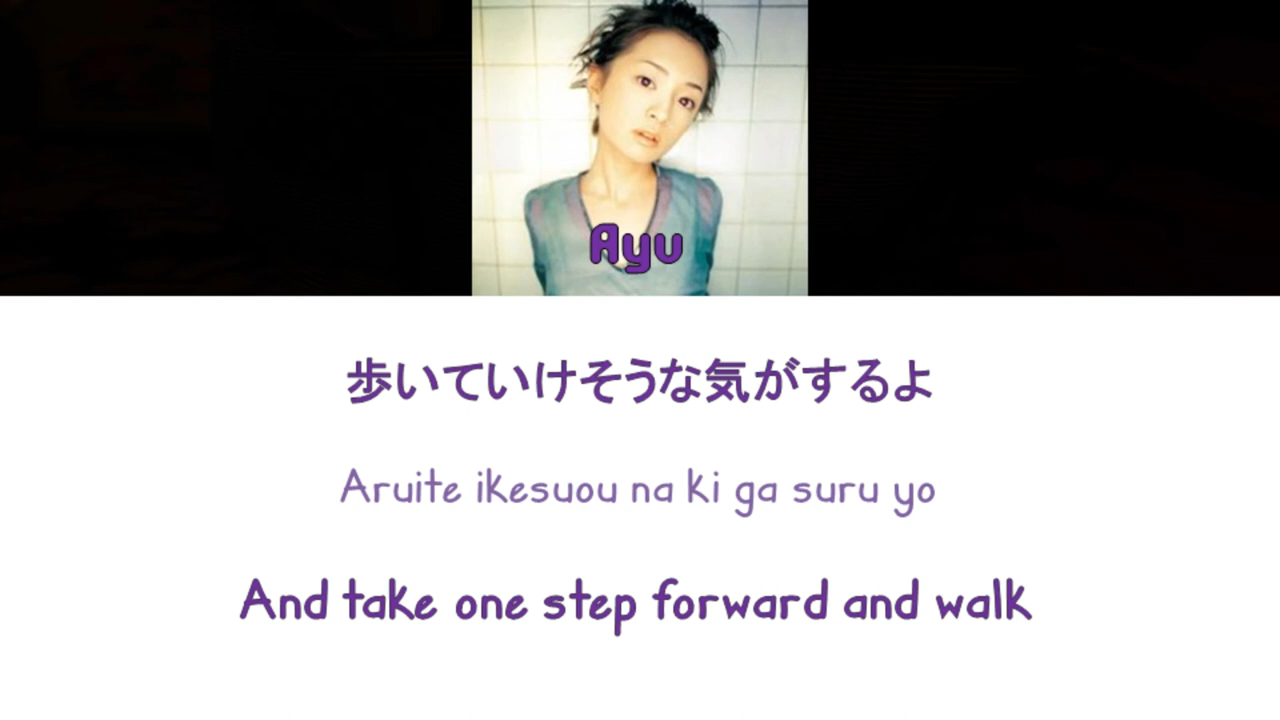 Ayu
歩いていけそうな気がするよ
Aruite ikesuou na ki ga suru yo
And take one step forward and walk